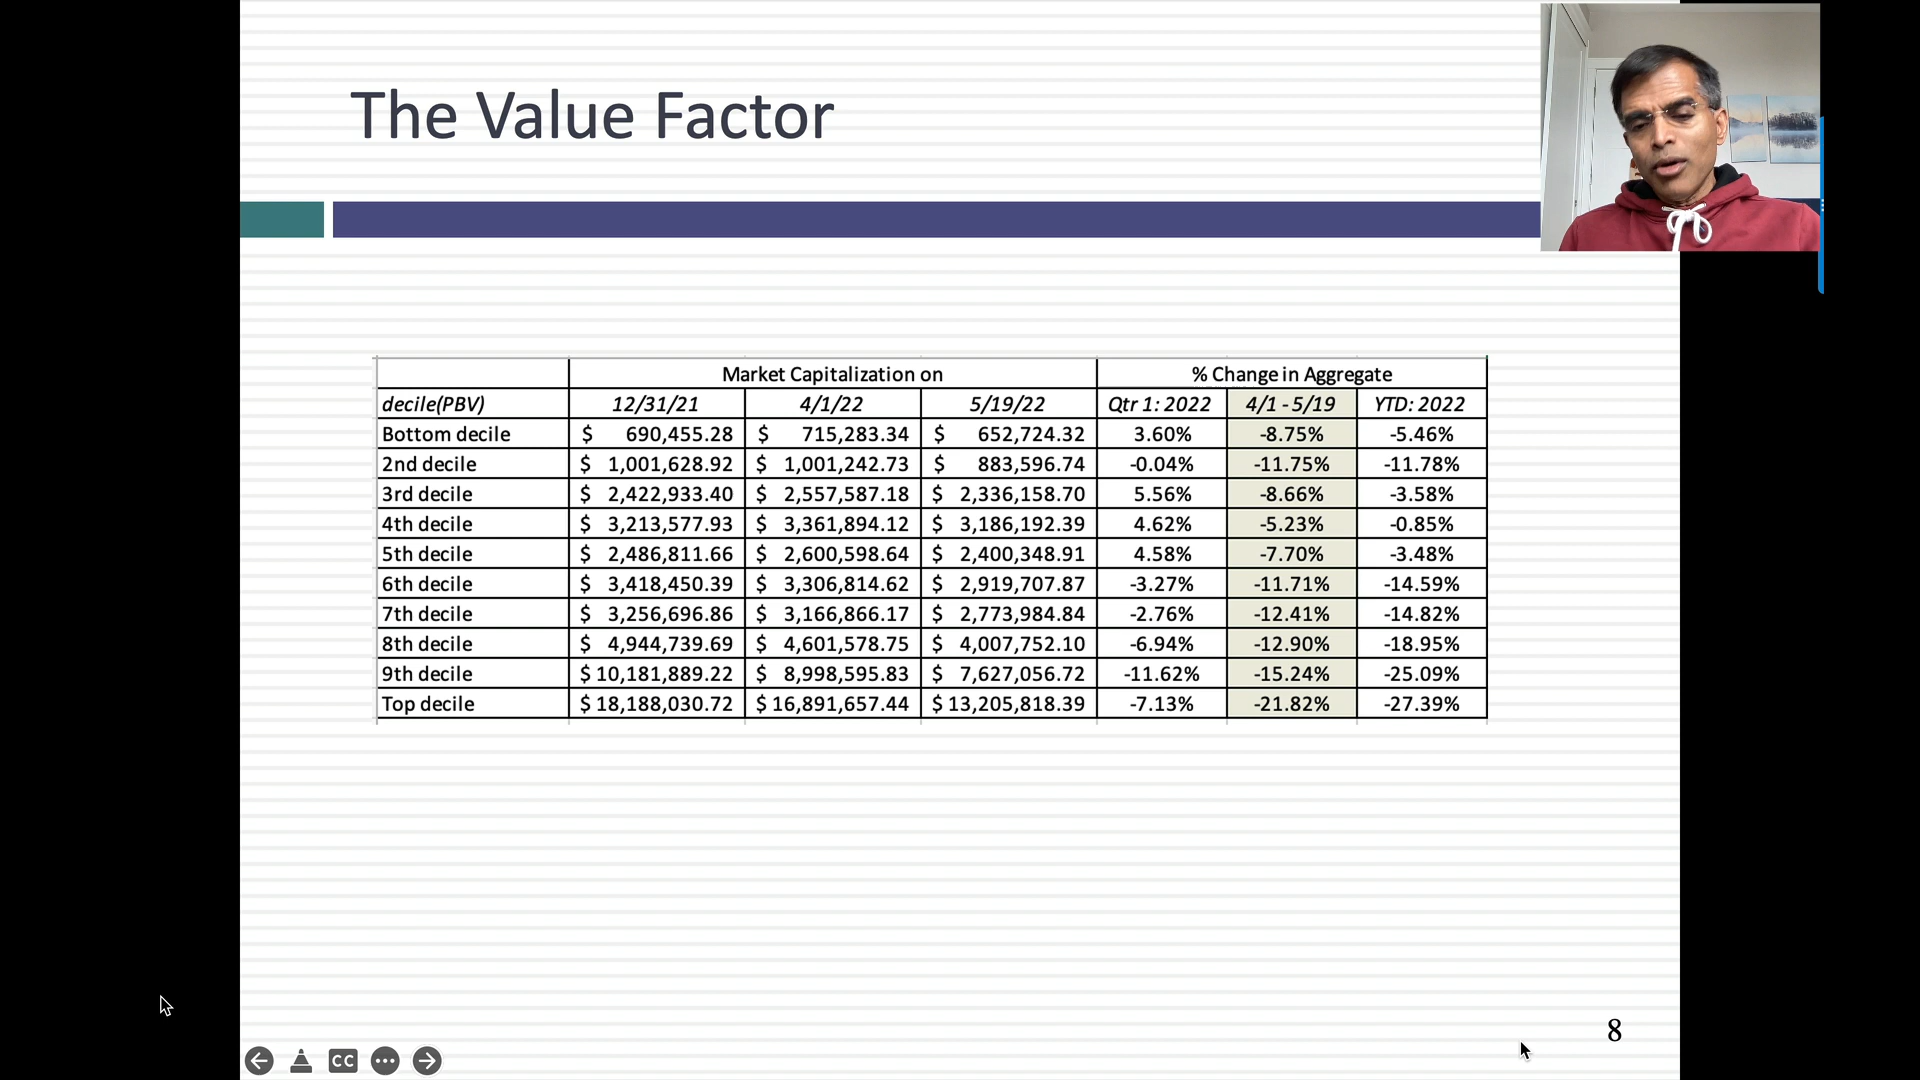 The Value Factor
Market Capitalization on % Change in Aggregate
decile(PBV) 12/31/21 4/1/22 5/19/22 Qtr 1: 2022 4/1 - 5/19 YTD: 2022
Bottom decile $ 690,455.28 $ 715,283.34 $ 652,724.32 3.60% -8.75% -5.46%
2nd decile $ 1,001,628.92 $ 1,001,242.73 $ 883,596.74 -0.04% -11.75% -11.78%
3rd decile $ 2,422,933.40 $ 2,557,587.18 $ 2,336,158.70 5.56% -8.66% -3.58%
4th decile $ 3,213,577.93 $ 3,361,894.12 $ 3,186,192.39 4.62% -5.23% -0.85%
5th decile $ 2,486,811.66 $ 2,600,598.64 $ 2,400,348.91 4.58% -7.70% -3.48%
6th decile $ 3,418,450.39 $ 3,306,814.62 $ 2,919,707.87 -3.27% -11.71% -14.59%
7th decile $ 3,256,696.86 $ 3,166,866.17 $ 2,773,984.84 -2.76% -12.41% -14.82%
8th decile $ 4,944,739.69 $ 4,601,578.75 $ 4,007,752.10 -6.94% -12.90% -18.95%
9th decile $ 10,181,889.22 $ 8,998,595.83 $ 7,627,056.72 -11.62% -15.24% -25.09%
Top decile $ 18,188,030.72 $ 16,891,657.44 $ 13,205,818.39 -7.13% -21.82% -27.39%
8
CC